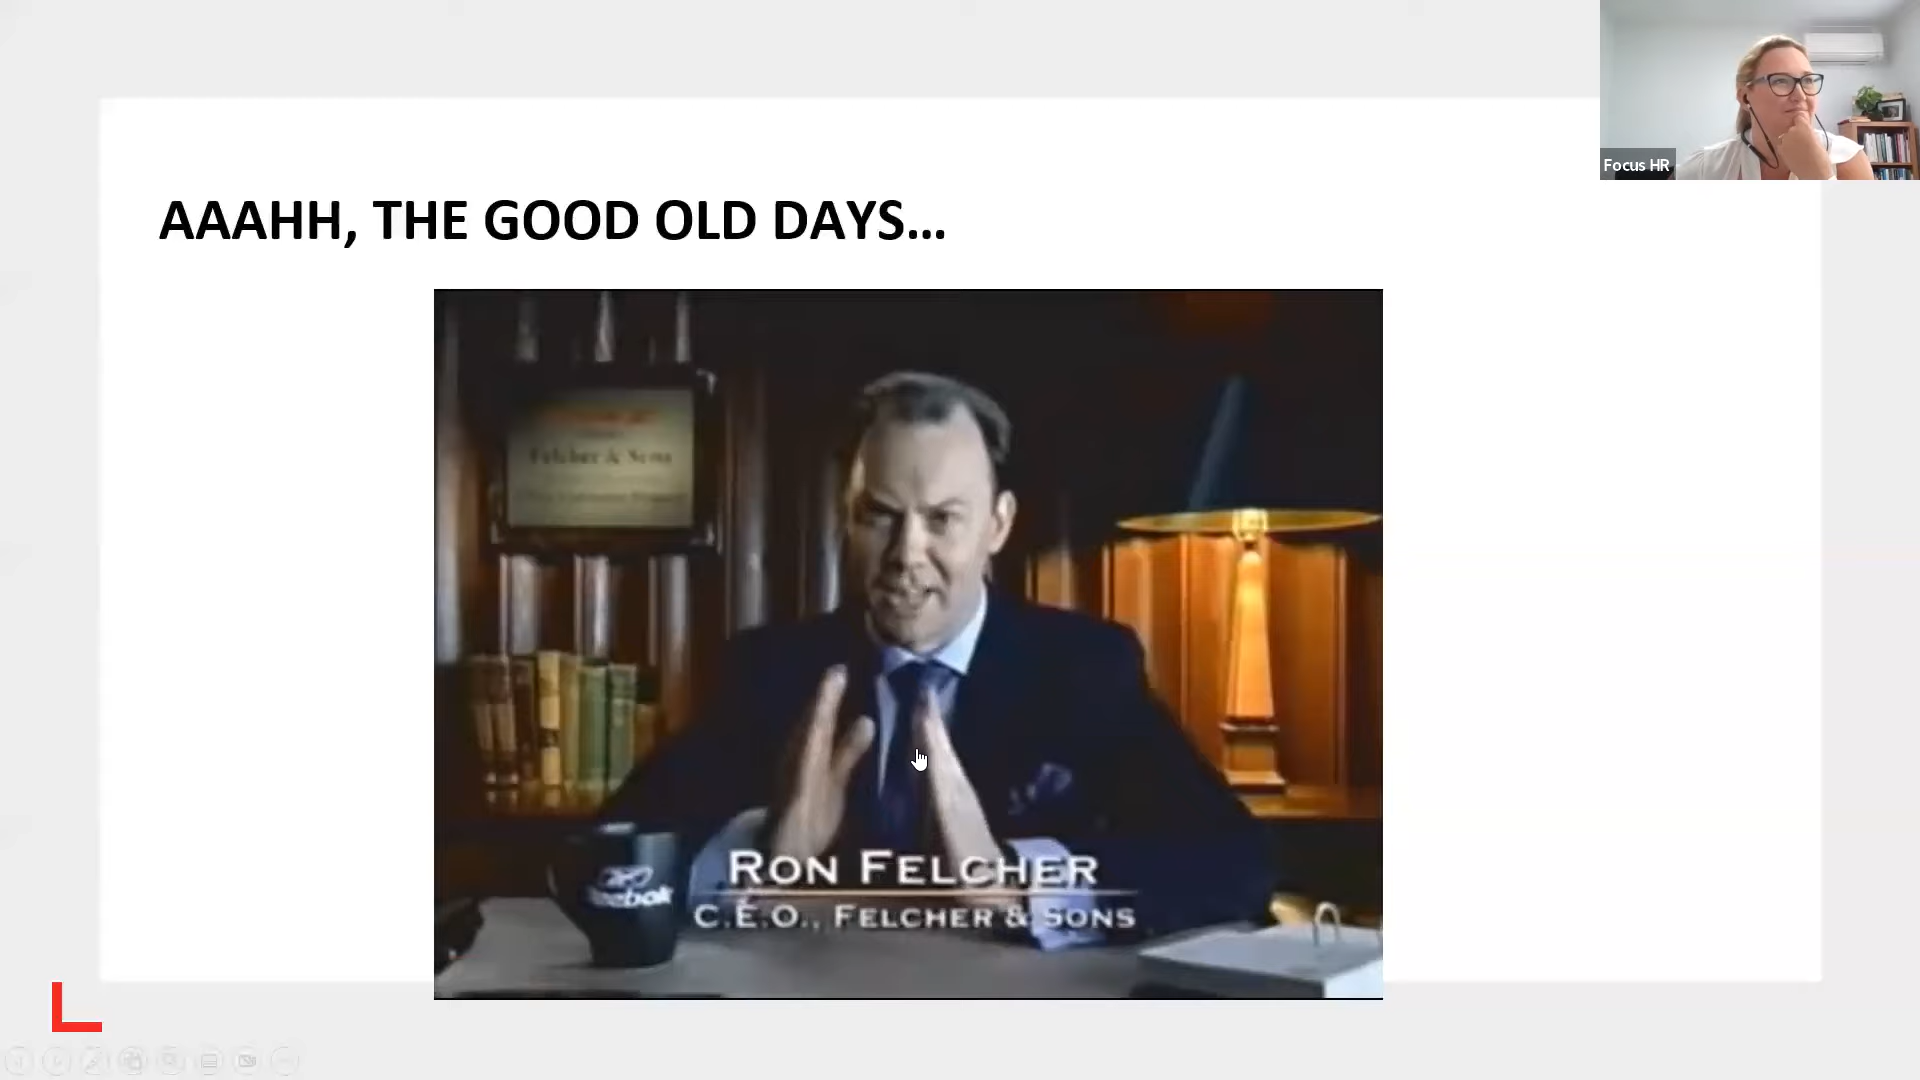 Focus HR
AAAHH, THE GOOD OLD DAYS...
Felcher & Sons
Reebok
RON FELCHER
C.E.O., FELCHER & SONS